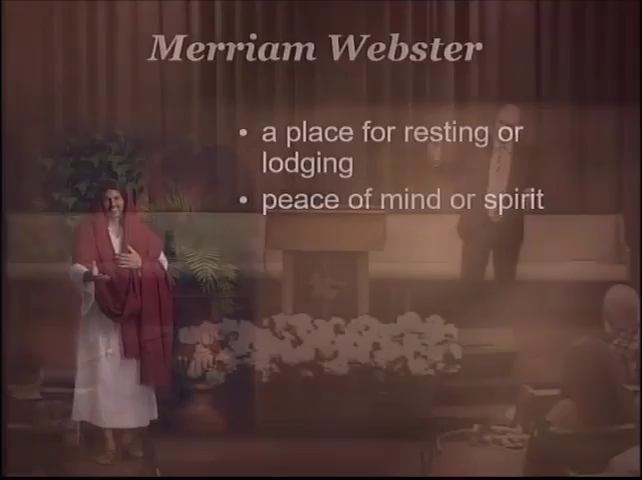 Merriam Webster
• a place for resting or
lodging
• peace of mind or spirit